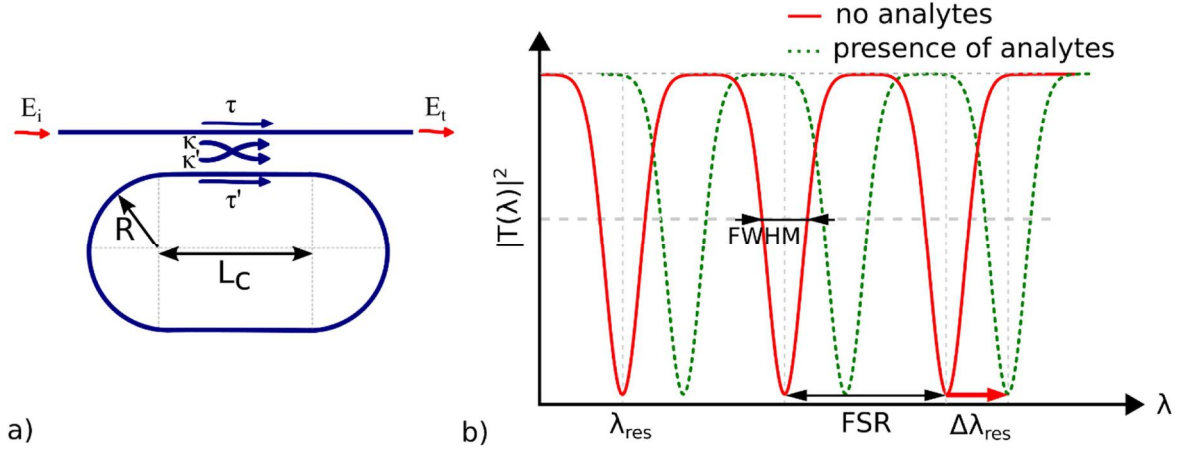 a)
E_i
τ
E_t
κ
κ'
τ'
R
L_C
b)
no analytes
presence of analytes
|T(λ)|²
FWHM
λ_res
FSR
Δλ_res
λ